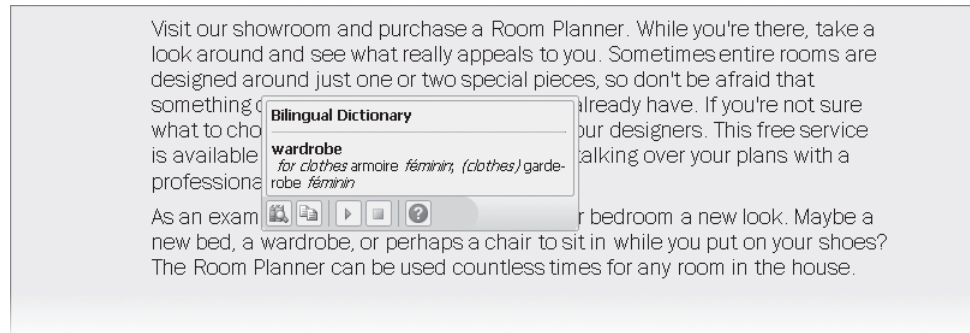 Visit our showroom and purchase a Room Planner. While you're there, take a
look around and see what really appeals to you. Sometimes entire rooms are
designed around just one or two special pieces, so don't be afraid that
something already have. If you're not sure
what to our designers. This free service
is available talking over your plans with a
Bilingual Dictionary
wardrobe
for clothes armoire féminin; (clothes) garde-
robe féminin
As an bedroom a new look. Maybe a
new bed, a wardrobe, or perhaps a chair to sit in while you put on your shoes?
The Room Planner can be used countless times for any room in the house.